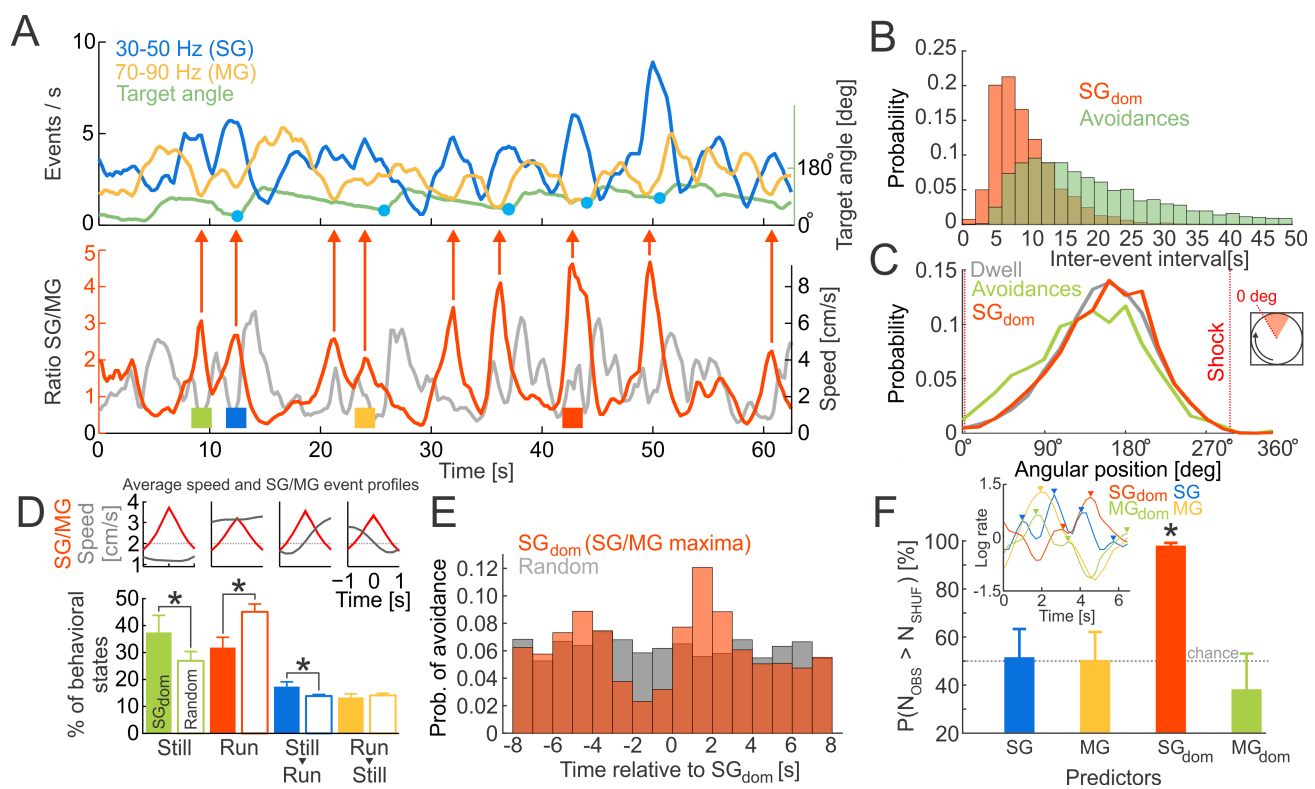 A
30-50 Hz (SG)
70-90 Hz (MG)
Target angle
Events / s
10
5
0
Target angle [deg]
180°
0°
Ratio SG/MG
5
4
3
2
1
0
Speed [cm/s]
8
6
4
2
0
0
10
20
30
40
50
60
Time [s]
B
Probability
0.25
0.2
0.15
0.1
0.05
0
SGdom
Avoidances
0
5
10
15
20
25
30
35
40
45
50
Inter-event interval[s]
C
Probability
0.15
0.1
0.05
0
Dwell
Avoidances
SGdom
Shock
0 deg
0°
90°
180°
270°
360°
Angular position [deg]
D
Average speed and SG/MG event profiles
SG/MG
Speed
[cm/s]
4
3
2
1
−1
0
1
Time [s]
% of behavioral
states
50
40
30
20
10
0
SGdom
Random
*
*
*
Still
Run
Still
Run
Run
Still
E
SGdom (SG/MG maxima)
Random
Prob. of avoidance
0.12
0.10
0.08
0.06
0.04
0.02
0.00
-8
-6
-4
-2
0
2
4
6
8
Time relative to SGdom [s]
F
P(NOBS > NSHUF) [%]
100
80
60
40
20
SGdom
SG
MGdom
MG
Log rate
1.5
0
-1.5
0
2
4
6
Time [s]
*
chance
SG
MG
SGdom
MGdom
Predictors